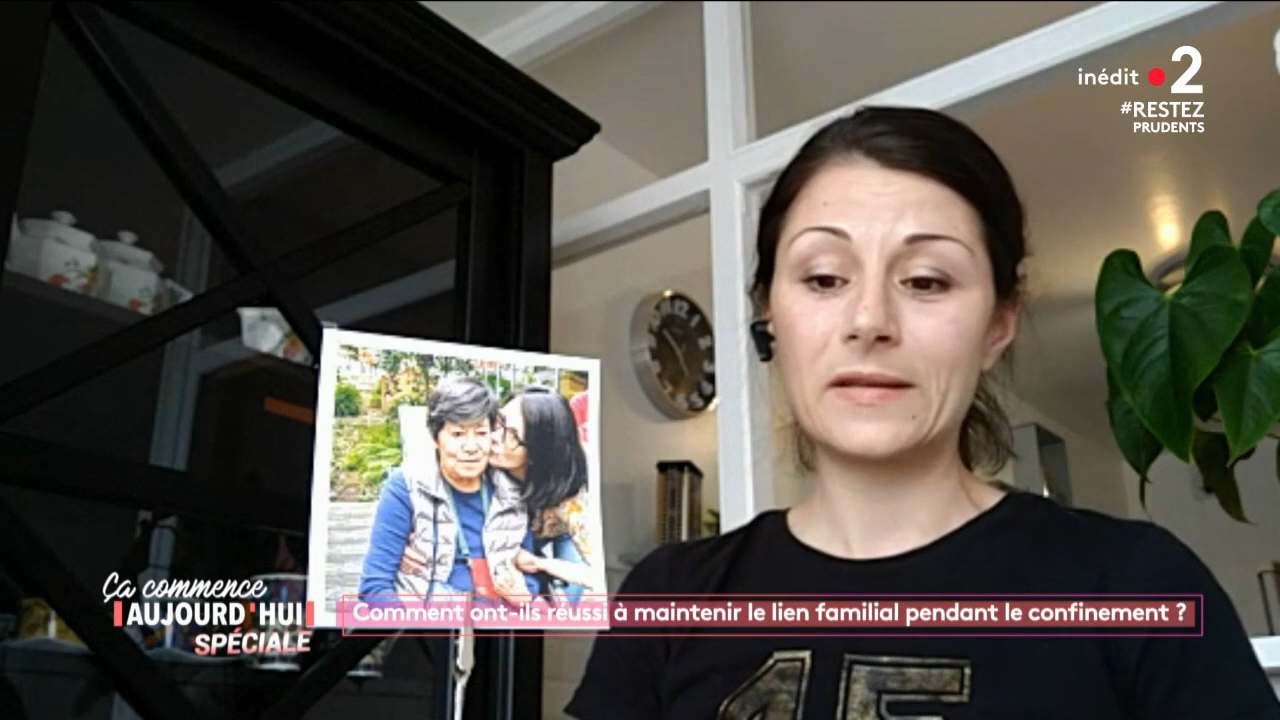 inédit 2
#RESTEZ
PRUDENTS
Ça commence
AUJOURD'HUI
SPÉCIALE
Comment ont-ils réussi à maintenir le lien familial pendant le confinement ?
15